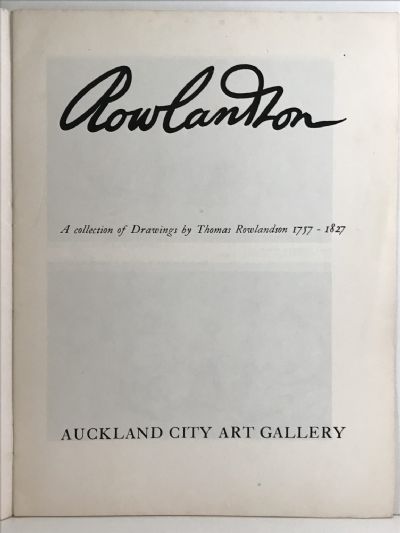 Rowlandson
A collection of Drawings by Thomas Rowlandson 1757 - 1827
AUCKLAND CITY ART GALLERY